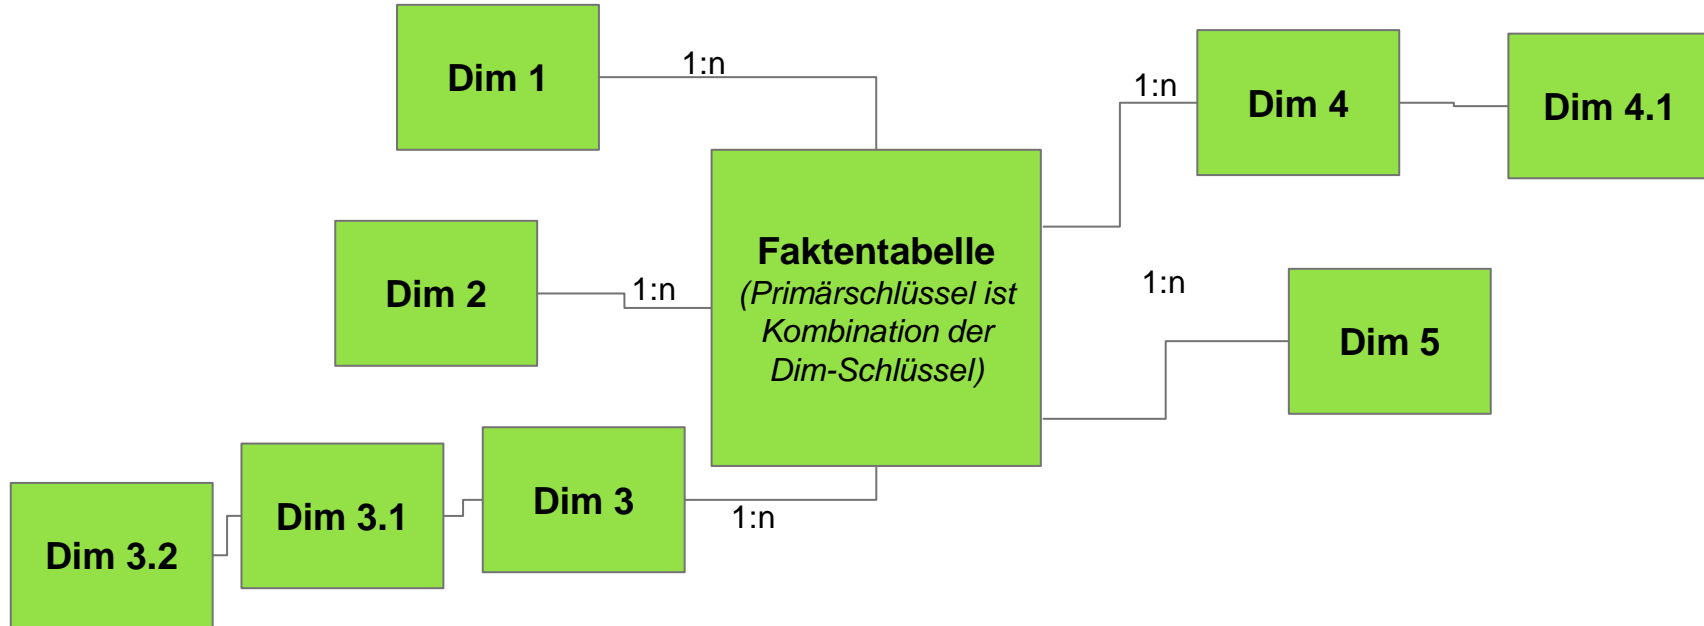 Dim 1
1:n
1:n
Dim 4
Dim 4.1
Faktentabelle
(Primärschlüssel ist
Kombination der
Dim-Schlüssel)
Dim 2
1:n
1:n
Dim 5
Dim 3.2
Dim 3.1
Dim 3
1:n